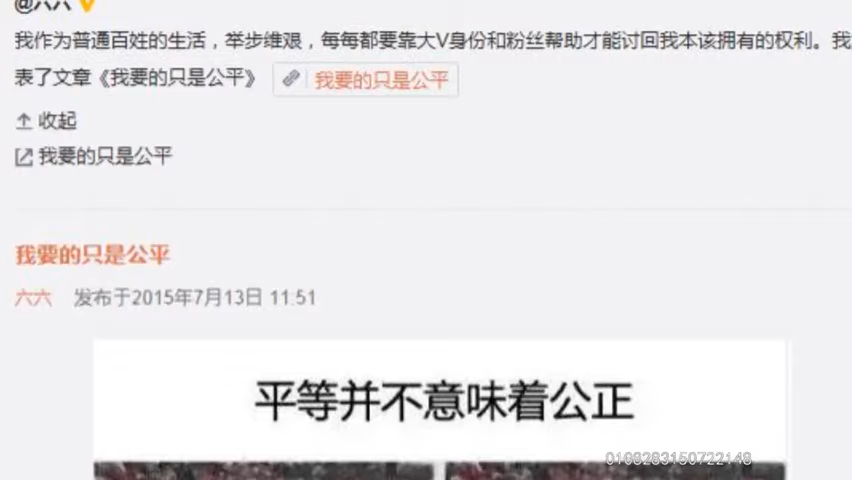 @六六
我作为普通百姓的生活，举步维艰，每每都要靠大V身份和粉丝帮助才能讨回我本该拥有的权利。我
表了文章《我要的只是公平》 我要的只是公平
收起
我要的只是公平
我要的只是公平
六六 发布于2015年7月13日 11:51
平等并不意味着公正
0108283150722148